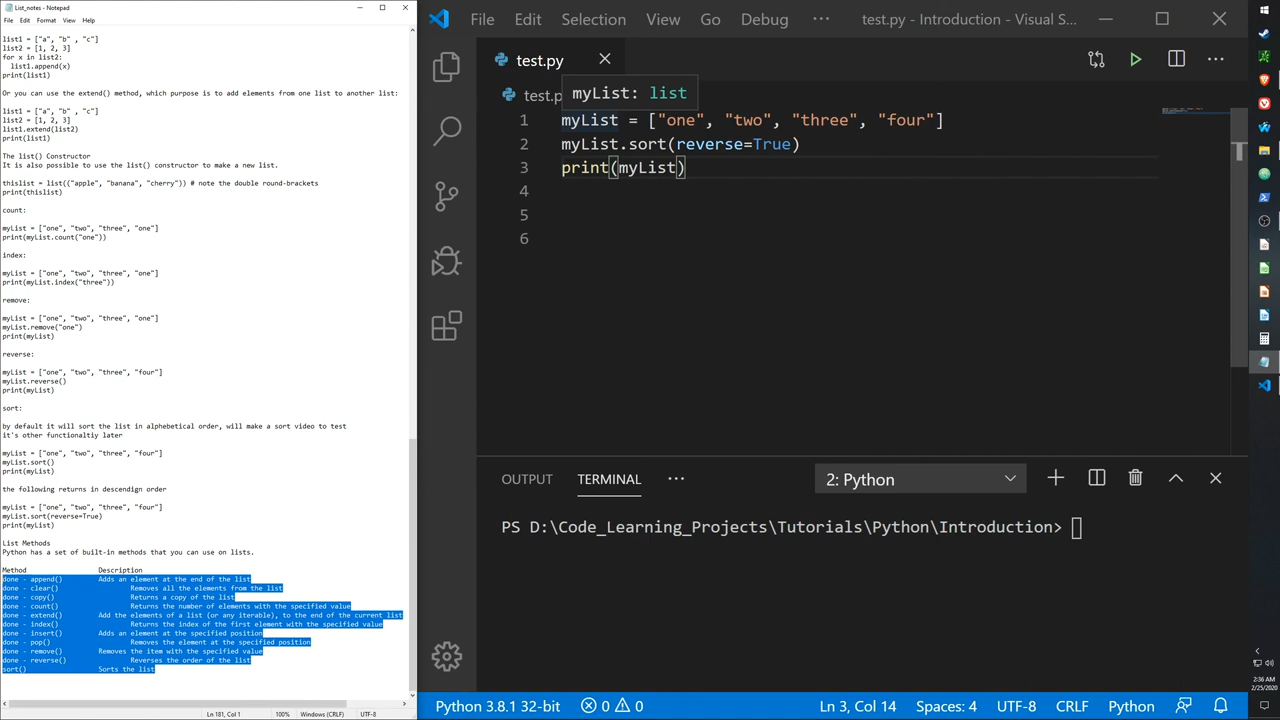 List_notes - Notepad
File Edit Format View Help
list1 = ["a", "b" , "c"]
list2 = [1, 2, 3]
for x in list2:
  list1.append(x)
print(list1)
Or you can use the extend() method, which purpose is to add elements from one list to another list:
list1 = ["a", "b" , "c"]
list2 = [1, 2, 3]
list1.extend(list2)
print(list1)
The list() Constructor
It is also possible to use the list() constructor to make a new list.
thislist = list(("apple", "banana", "cherry")) # note the double round-brackets
print(thislist)
count:
myList = ["one", "two", "three", "one"]
print(myList.count("one"))
index:
myList = ["one", "two", "three", "one"]
print(myList.index("three"))
remove:
myList = ["one", "two", "three", "one"]
myList.remove("one")
print(myList)
reverse:
myList = ["one", "two", "three", "four"]
myList.reverse()
print(myList)
sort:
by default it will sort the list in alphebetical order, will make a sort video to test
it's other functionaltiy later
myList = ["one", "two", "three", "four"]
myList.sort()
print(myList)
the following returns in descendign order
myList = ["one", "two", "three", "four"]
myList.sort(reverse=True)
print(myList)
List Methods
Python has a set of built-in methods that you can use on lists.
Method Description
done - append() Adds an element at the end of the list
done - clear() Removes all the elements from the list
done - copy() Returns a copy of the list
done - count() Returns the number of elements with the specified value
done - extend() Add the elements of a list (or any iterable), to the end of the current list
done - index() Returns the index of the first element with the specified value
done - insert() Adds an element at the specified position
done - pop() Removes the element at the specified position
done - remove() Removes the item with the specified value
done - reverse() Reverses the order of the list
sort() Sorts the list
Ln 181, Col 1 100% Windows (CRLF) UTF-8
File Edit Selection View Go Debug ... test.py - Introduction - Visual S...
test.py
test.p
myList: list
1 myList = ["one", "two", "three", "four"]
2 myList.sort(reverse=True)
3 print(myList)
4
5
6
OUTPUT TERMINAL ... 2: Python
PS D:\Code_Learning_Projects\Tutorials\Python\Introduction>
Python 3.8.1 32-bit 0 0 Ln 3, Col 14 Spaces: 4 UTF-8 CRLF Python
2:36 AM
2/25/2020